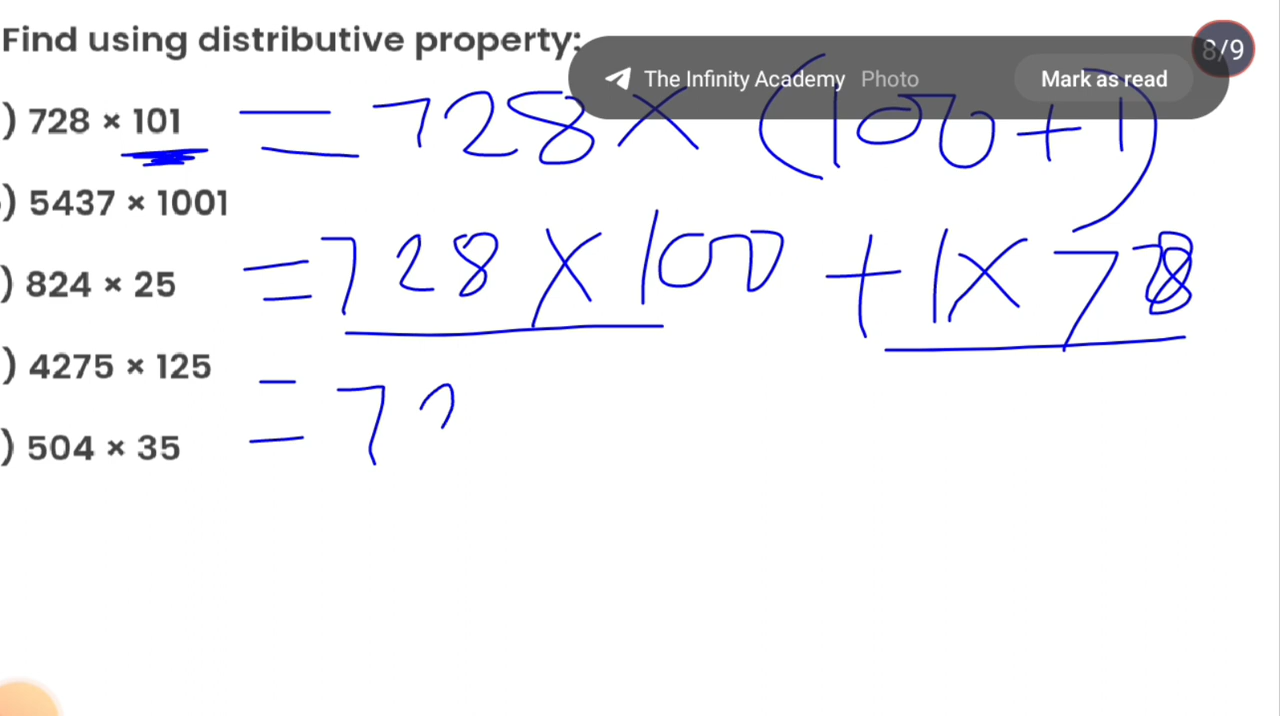 Find using distributive property:
The Infinity Academy Photo Mark as read 8/9
) 728 × 101 = 728 × (100 + 1)
) 5437 × 1001
= 728 × 100 + 1 × 728
) 824 × 25
) 4275 × 125
= 72
) 504 × 35